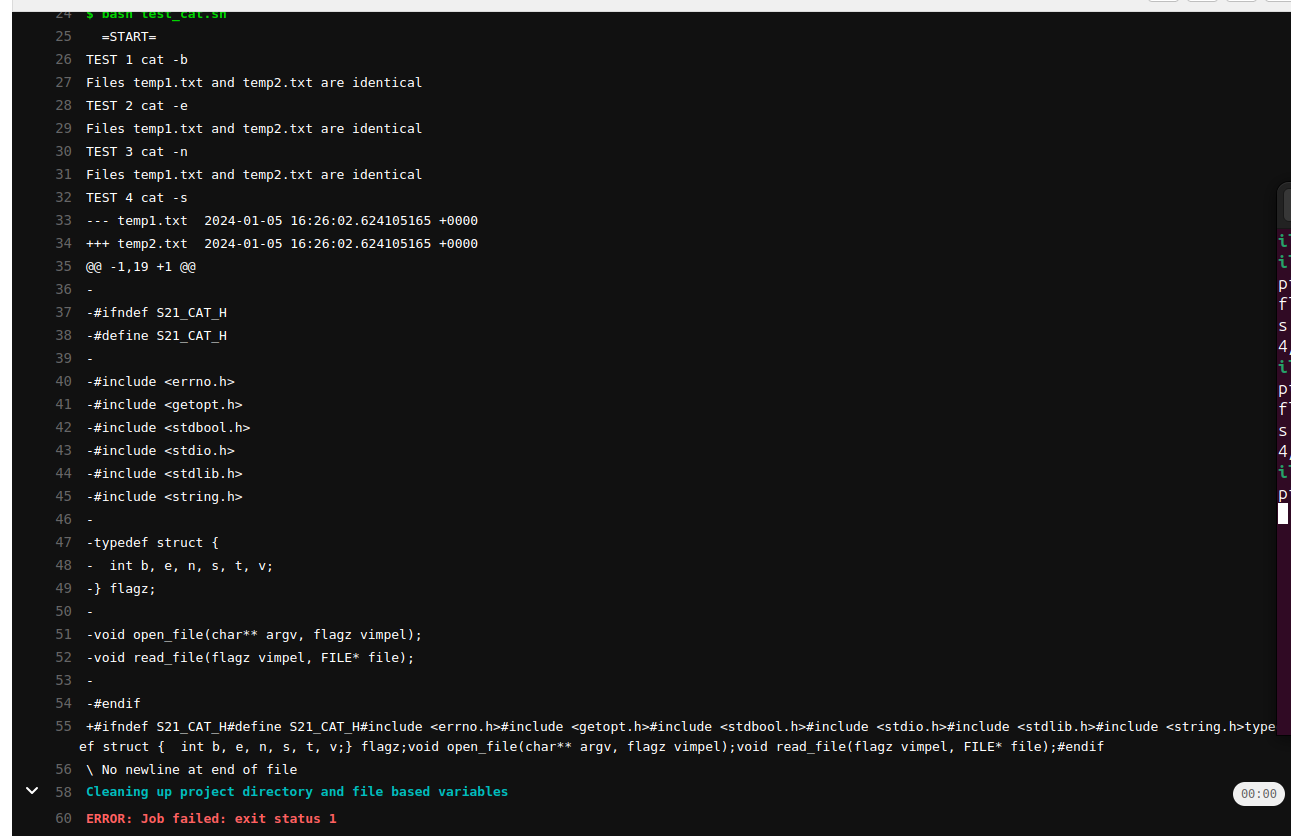 24 $ bash test_cat.sh
25 =START=
26 TEST 1 cat -b
27 Files temp1.txt and temp2.txt are identical
28 TEST 2 cat -e
29 Files temp1.txt and temp2.txt are identical
30 TEST 3 cat -n
31 Files temp1.txt and temp2.txt are identical
32 TEST 4 cat -s
33 --- temp1.txt  2024-01-05 16:26:02.624105165 +0000
34 +++ temp2.txt  2024-01-05 16:26:02.624105165 +0000
35 @@ -1,19 +1 @@
36 -
37 -#ifndef S21_CAT_H
38 -#define S21_CAT_H
39 -
40 -#include <errno.h>
41 -#include <getopt.h>
42 -#include <stdbool.h>
43 -#include <stdio.h>
44 -#include <stdlib.h>
45 -#include <string.h>
46 -
47 -typedef struct {
48 -  int b, e, n, s, t, v;
49 -} flagz;
50 -
51 -void open_file(char** argv, flagz vimpel);
52 -void read_file(flagz vimpel, FILE* file);
53 -
54 -#endif
55 +#ifndef S21_CAT_H#define S21_CAT_H#include <errno.h>#include <getopt.h>#include <stdbool.h>#include <stdio.h>#include <stdlib.h>#include <string.h>type
ef struct {  int b, e, n, s, t, v;} flagz;void open_file(char** argv, flagz vimpel);void read_file(flagz vimpel, FILE* file);#endif
56 \ No newline at end of file
58 Cleaning up project directory and file based variables
00:00
60 ERROR: Job failed: exit status 1